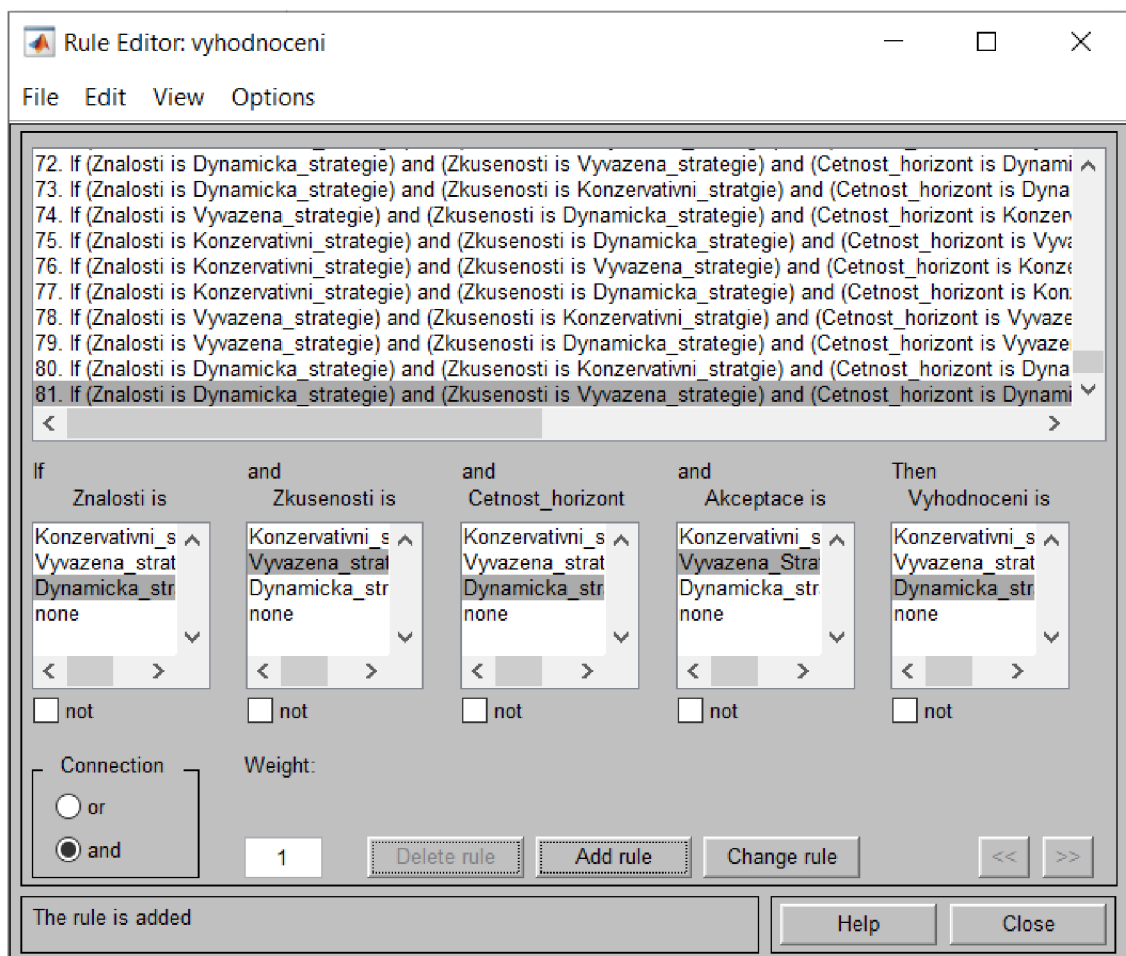 Rule Editor: vyhodnoceni
File Edit View Options
72. If (Znalosti is Dynamicka_strategie) and (Zkusenosti is Vyvazena_strategie) and (Cetnost_horizont is Dynami
73. If (Znalosti is Dynamicka_strategie) and (Zkusenosti is Konzervativni_stratgie) and (Cetnost_horizont is Dyna
74. If (Znalosti is Vyvazena_strategie) and (Zkusenosti is Dynamicka_strategie) and (Cetnost_horizont is Konzerv
75. If (Znalosti is Konzervativni_strategie) and (Zkusenosti is Dynamicka_strategie) and (Cetnost_horizont is Vyva
76. If (Znalosti is Konzervativni_strategie) and (Zkusenosti is Vyvazena_strategie) and (Cetnost_horizont is Konze
77. If (Znalosti is Konzervativni_strategie) and (Zkusenosti is Dynamicka_strategie) and (Cetnost_horizont is Konz
78. If (Znalosti is Vyvazena_strategie) and (Zkusenosti is Konzervativni_stratgie) and (Cetnost_horizont is Vyvaze
79. If (Znalosti is Vyvazena_strategie) and (Zkusenosti is Dynamicka_strategie) and (Cetnost_horizont is Vyvaze
80. If (Znalosti is Dynamicka_strategie) and (Zkusenosti is Konzervativni_stratgie) and (Cetnost_horizont is Dyna
81. If (Znalosti is Dynamicka_strategie) and (Zkusenosti is Vyvazena_strategie) and (Cetnost_horizont is Dynami
If and and and Then
Znalosti is Zkusenosti is Cetnost_horizont Akceptace is Vyhodnoceni is
Konzervativni_s Konzervativni_s Konzervativni_s Konzervativni_s Konzervativni_s
Vyvazena_strat Vyvazena_strat Vyvazena_strat Vyvazena_Strat Vyvazena_strat
Dynamicka_str Dynamicka_str Dynamicka_str Dynamicka_str Dynamicka_str
none none none none none
not not not not not
Connection Weight:
or
and 1 Delete rule Add rule Change rule << >>
The rule is added Help Close